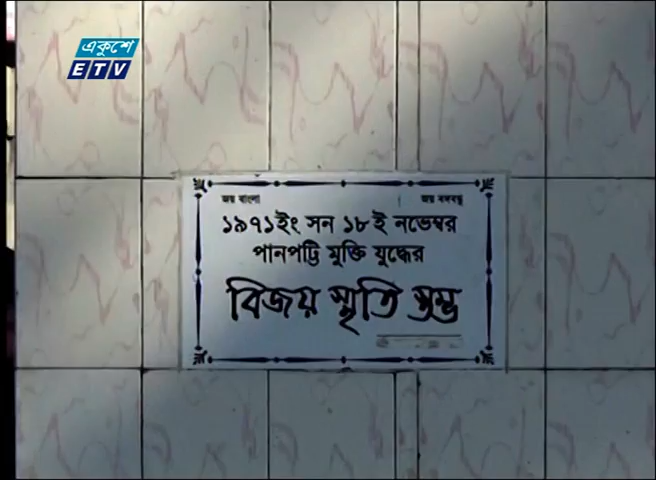 একুশে
ETV
জয় বাংলা জয় বঙ্গবন্ধু
১৯৭১ইং সন ১৮ই নভেম্বর
পানপট্টি মুক্তি যুদ্ধের
বিজয় স্মৃতি স্তম্ভ